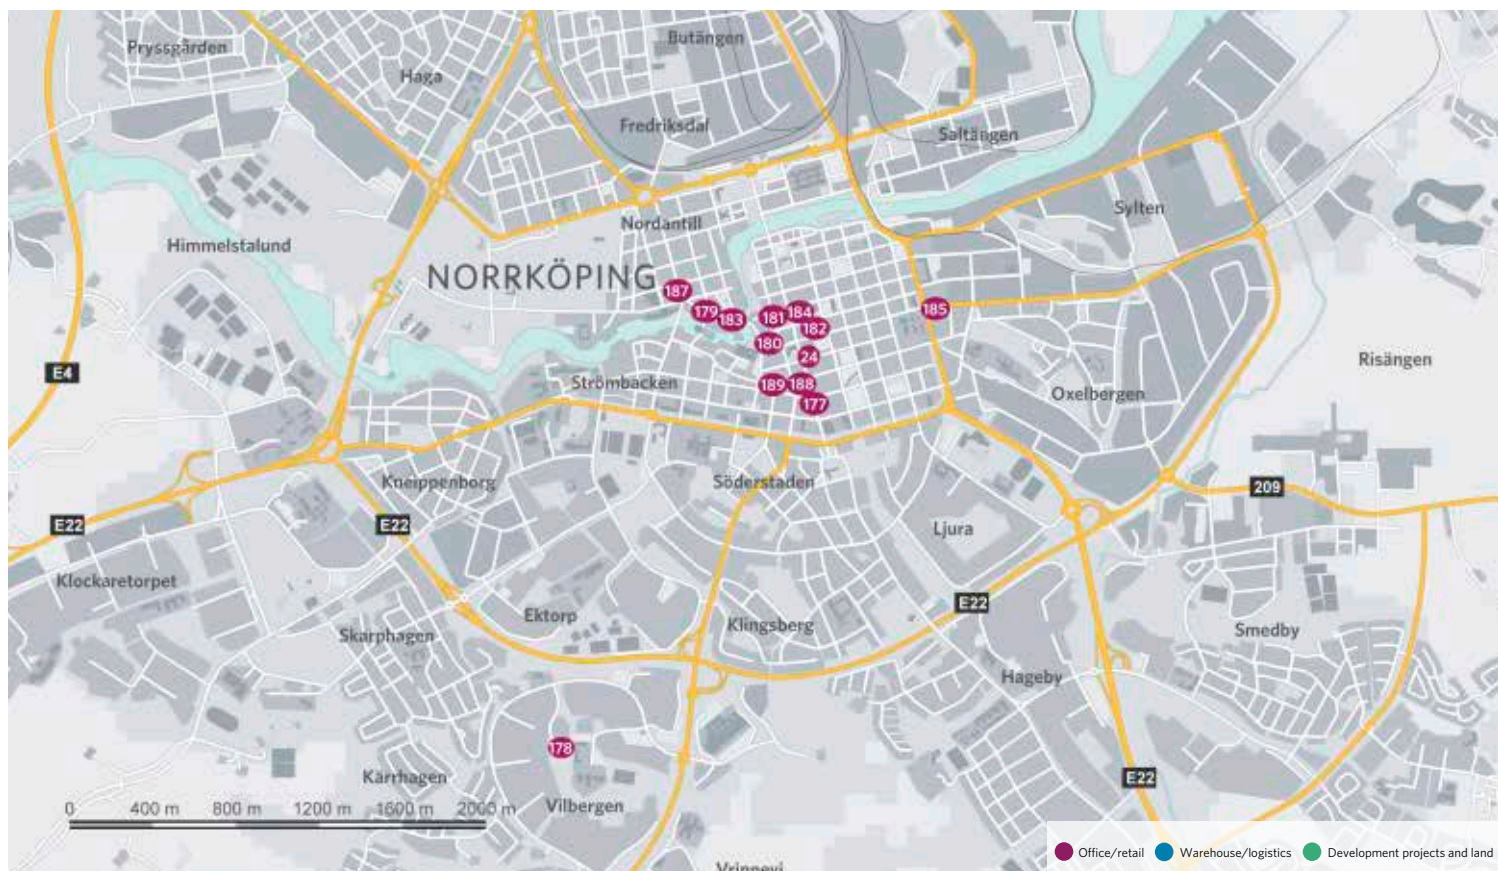 Butängen
Pryssgården
Haga
Fredriksdal
Saltängen
Sylten
Nordantill
Himmelstalund
NORRKÖPING
187
179
183
181
184
182
185
180
24
Risängen
E4
Strömbacken
189
188
177
Oxelbergen
Kneippenborg
Söderstaden
209
E22
E22
Ljura
Klockaretorpet
E22
Ektorp
Klingsberg
Skarphagen
Smedby
Hageby
178
Kärrhagen
E22
Vilbergen
0 400 m 800 m 1200 m 1600 m 2000 m
Office/retail
Warehouse/logistics
Development projects and land
Vrinnevi